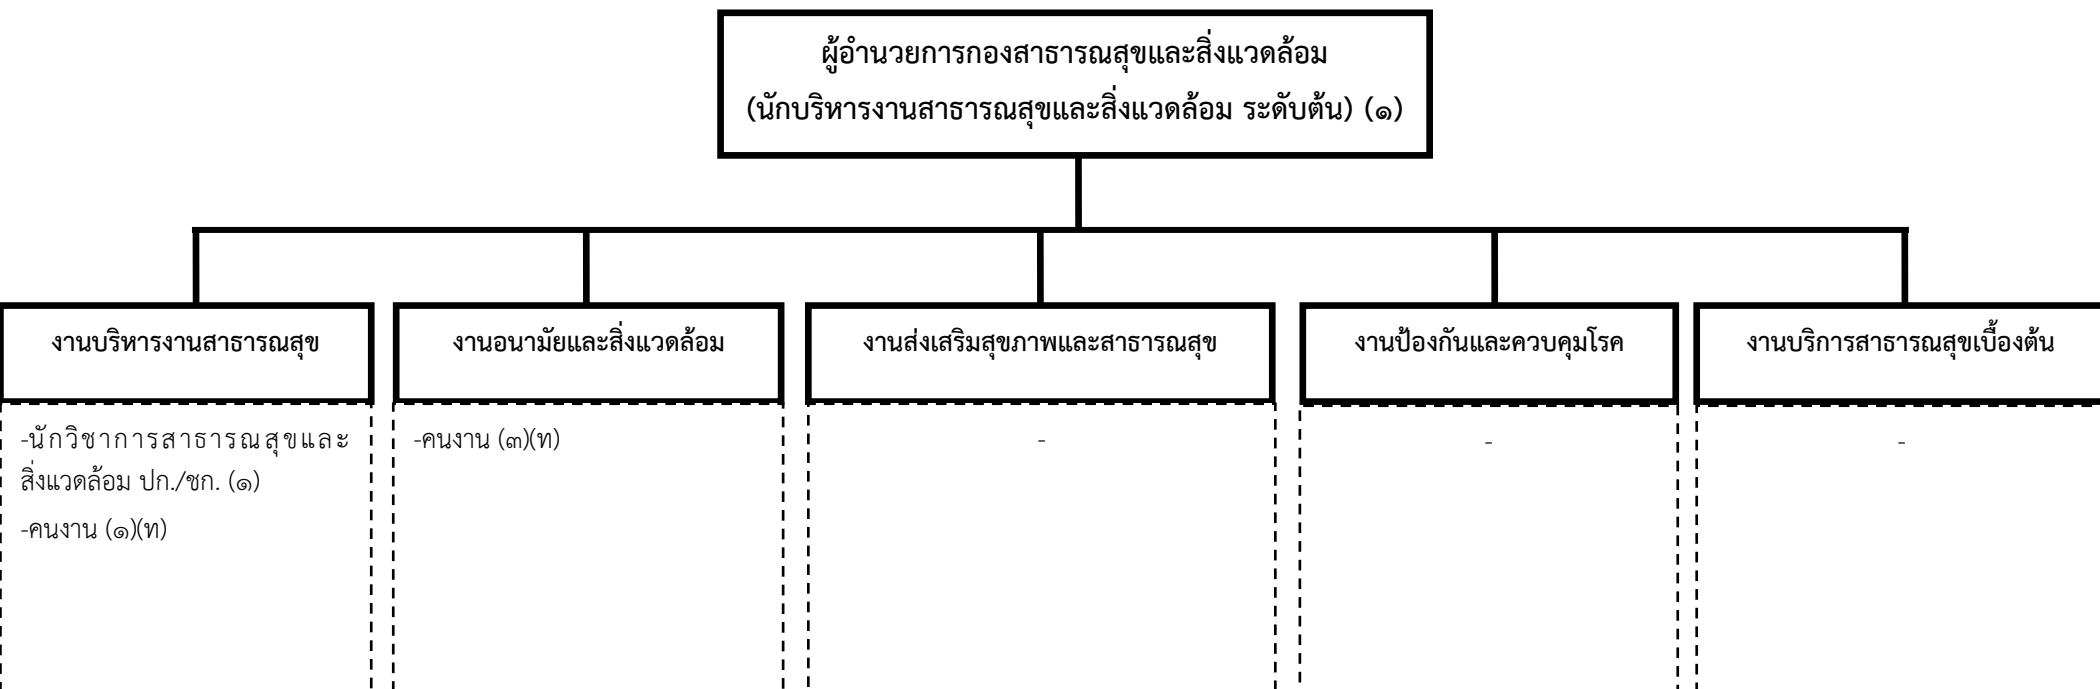 ผู้อำนวยการกองสาธารณสุขและสิ่งแวดล้อม
(นักบริหารงานสาธารณสุขและสิ่งแวดล้อม ระดับต้น) (๑)
งานบริหารงานสาธารณสุข
งานอนามัยและสิ่งแวดล้อม
งานส่งเสริมสุขภาพและสาธารณสุข
งานป้องกันและควบคุมโรค
งานบริการสาธารณสุขเบื้องต้น
-นักวิชาการสาธารณสุขและ
สิ่งแวดล้อม ปก./ชก. (๑)
-คนงาน (๑)(ท)
-คนงาน (๓)(ท)
-
-
-